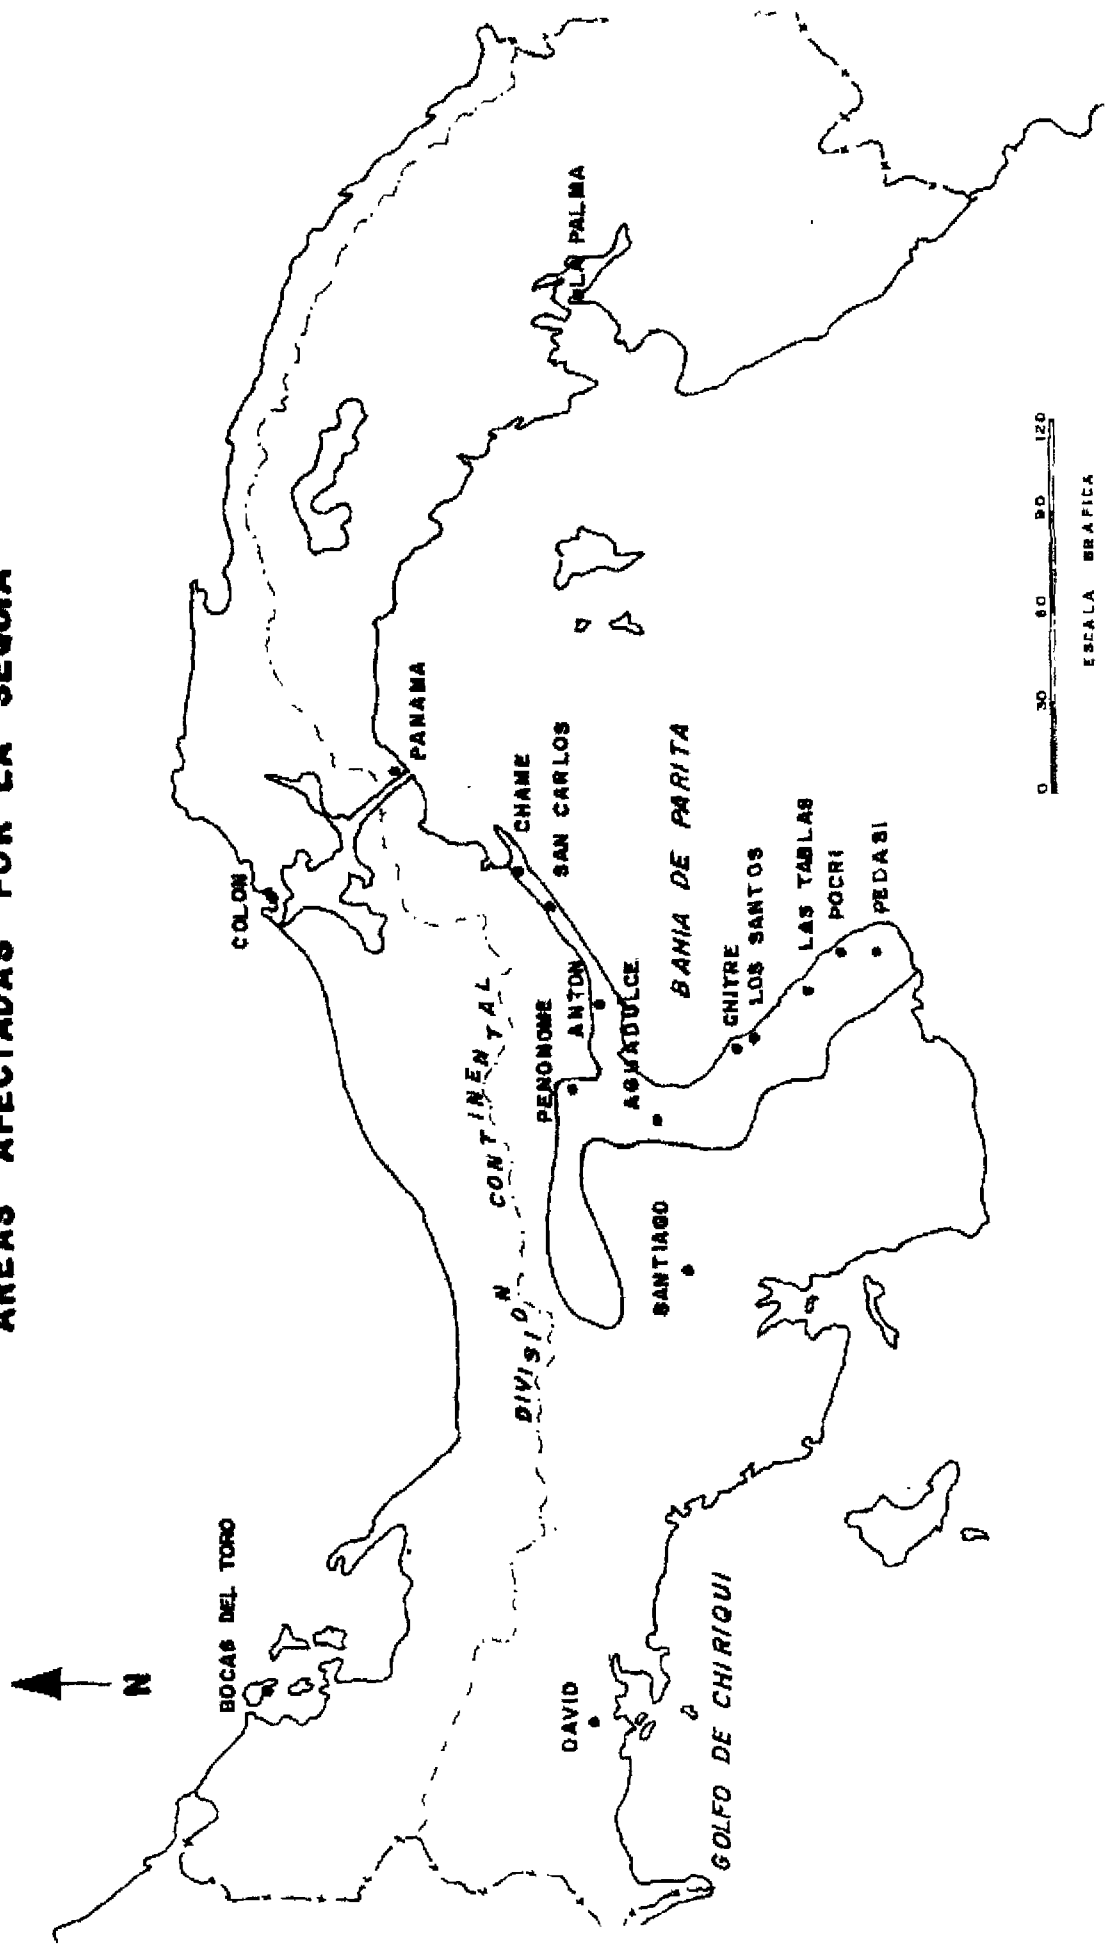 AREAS AFECTADAS POR LA SEQUIA
N
BOCAS DEL TORO
COLON
PANAMA
CHAME
SAN CARLOS
LA PALMA
DIVISION CONTINENTAL
PENONOME
ANTON
AGUADULCE
BAHIA DE PARITA
CHITRE
LOS SANTOS
LAS TABLAS
POCRI
PEDASI
SANTIAGO
DAVID
GOLFO DE CHIRIQUI
0 30 60 90 120
ESCALA GRAFICA